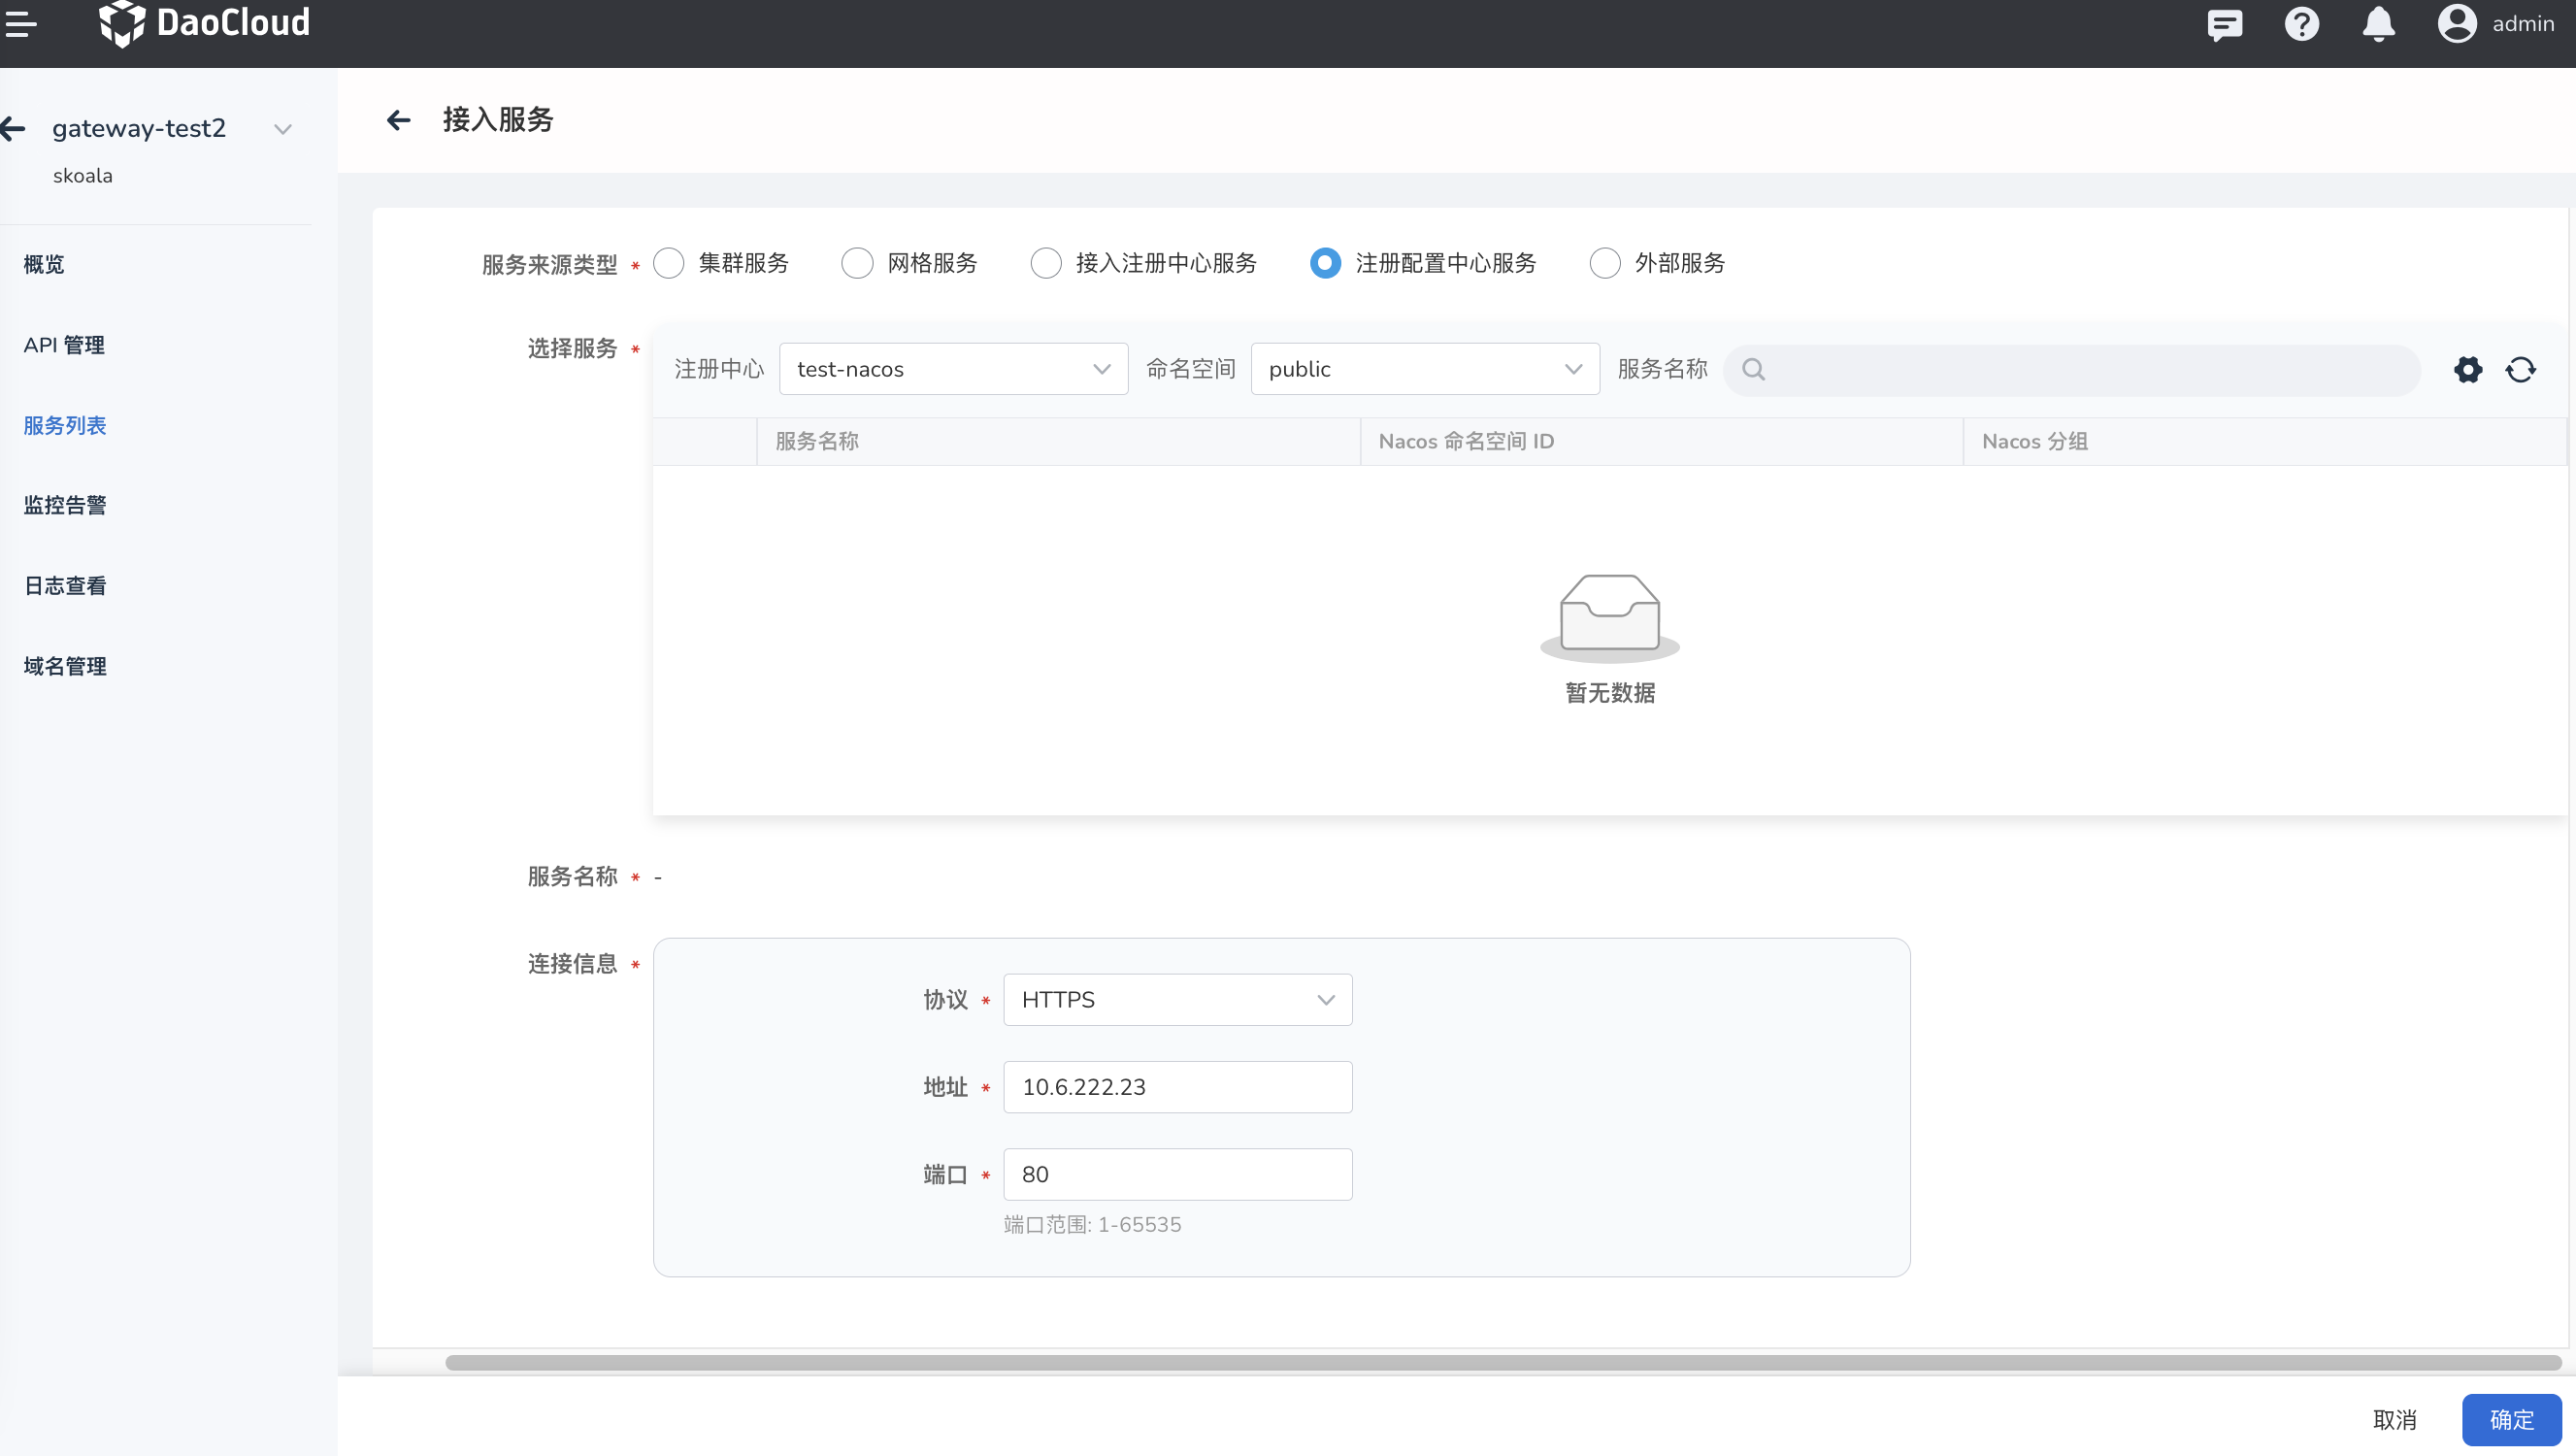 DaoCloud
admin
gateway-test2
skoala
概览
API 管理
服务列表
监控告警
日志查看
域名管理
接入服务
服务来源类型 * 集群服务 网格服务 接入注册中心服务 注册配置中心服务 外部服务
选择服务 * 注册中心 test-nacos 命名空间 public 服务名称
服务名称 Nacos 命名空间 ID Nacos 分组
暂无数据
服务名称 * -
连接信息 *
协议 * HTTPS
地址 * 10.6.222.23
端口 * 80
端口范围: 1-65535
取消 确定